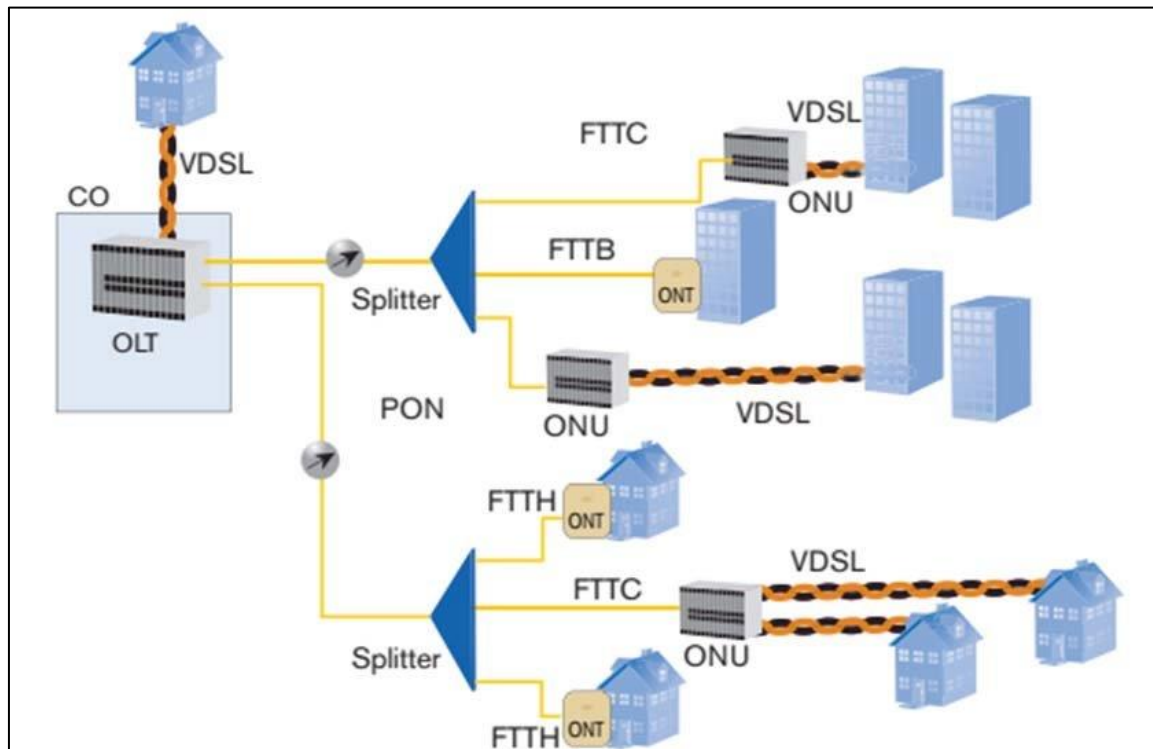 VDSL
CO
OLT
FTTC
VDSL
ONU
Splitter
FTTB
ONT
PON
ONU
VDSL
FTTH
ONT
Splitter
FTTC
VDSL
ONU
FTTH
ONT